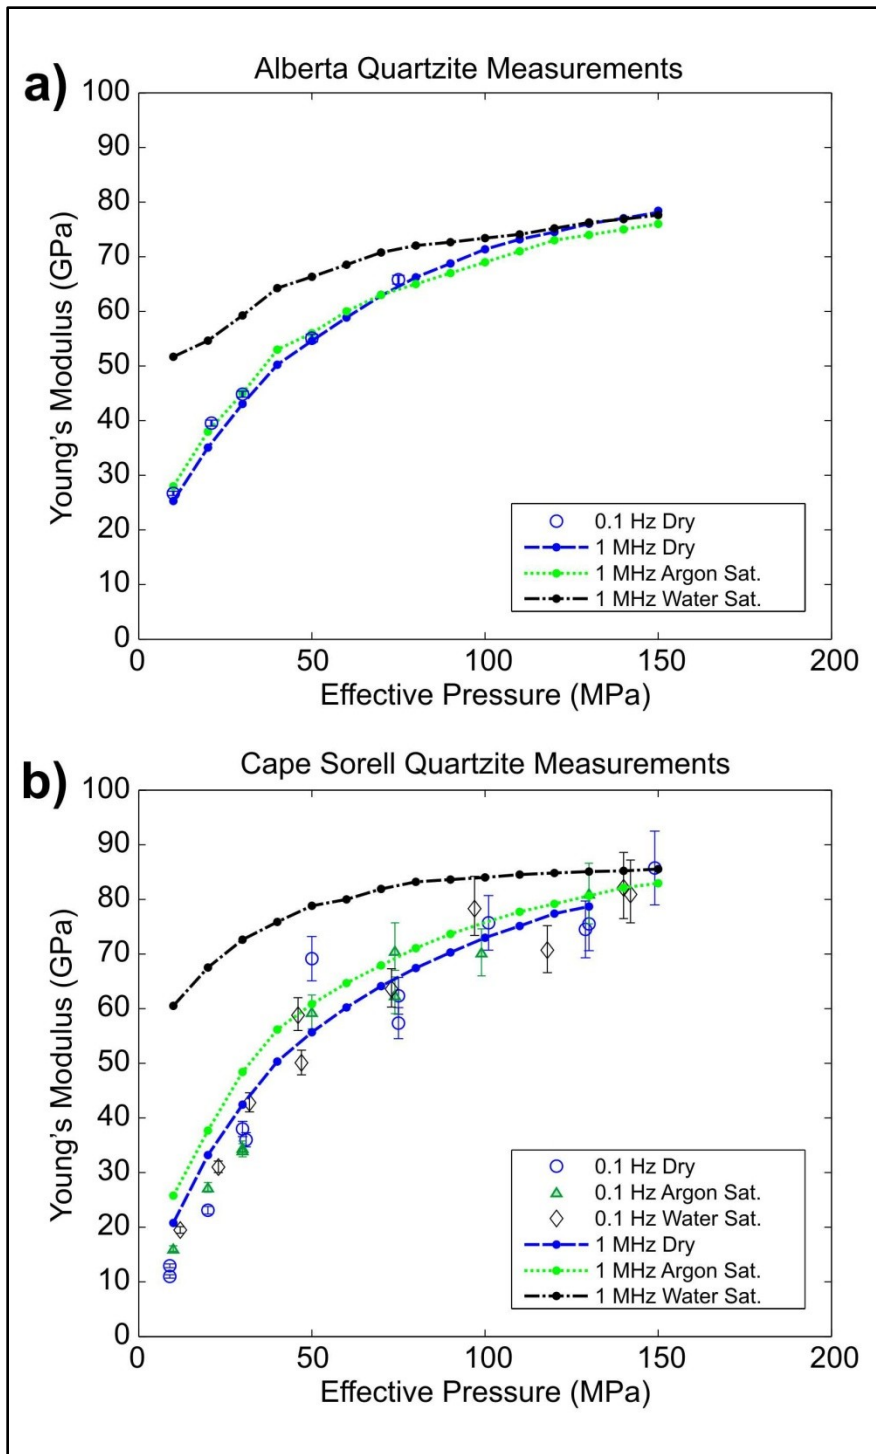 a)
Alberta Quartzite Measurements
100
90
80
70
60
50
40
30
20
10
0
Young's Modulus (GPa)
0.1 Hz Dry
1 MHz Dry
1 MHz Argon Sat.
1 MHz Water Sat.
0 50 100 150 200
Effective Pressure (MPa)
b)
Cape Sorell Quartzite Measurements
100
90
80
70
60
50
40
30
20
10
0
Young's Modulus (GPa)
0.1 Hz Dry
0.1 Hz Argon Sat.
0.1 Hz Water Sat.
1 MHz Dry
1 MHz Argon Sat.
1 MHz Water Sat.
0 50 100 150 200
Effective Pressure (MPa)